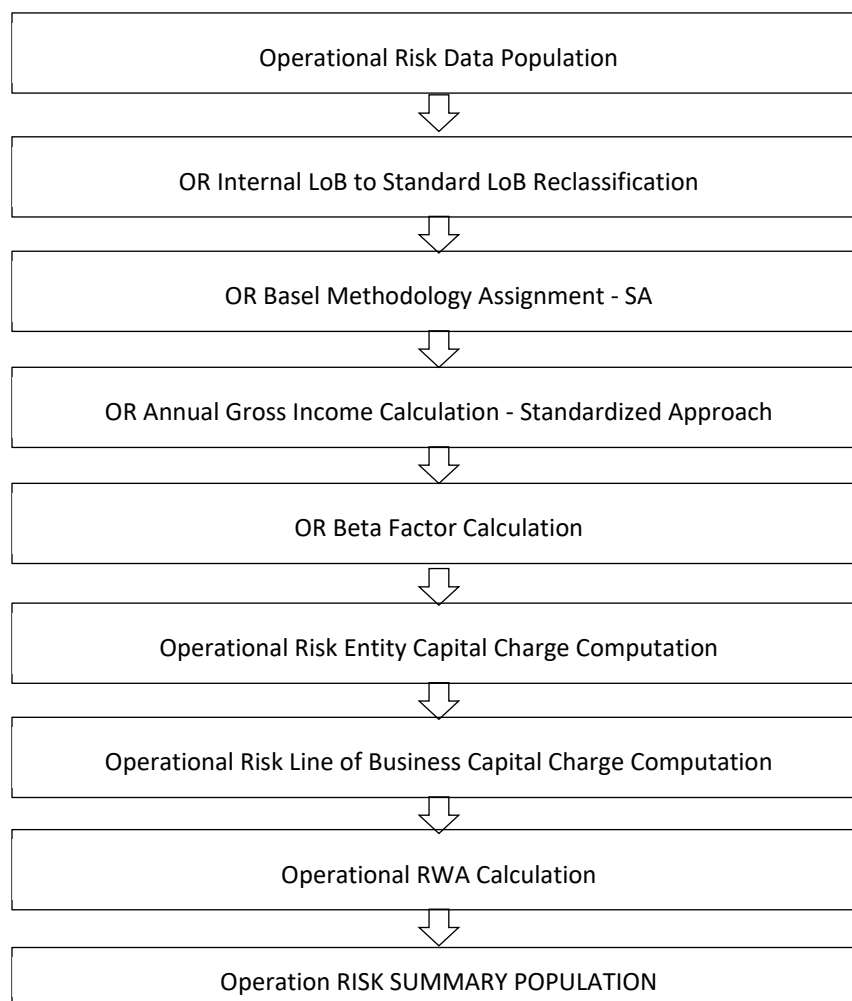 Operational Risk Data Population
OR Internal LoB to Standard LoB Reclassification
OR Basel Methodology Assignment - SA
OR Annual Gross Income Calculation - Standardized Approach
OR Beta Factor Calculation
Operational Risk Entity Capital Charge Computation
Operational Risk Line of Business Capital Charge Computation
Operational RWA Calculation
Operation RISK SUMMARY POPULATION